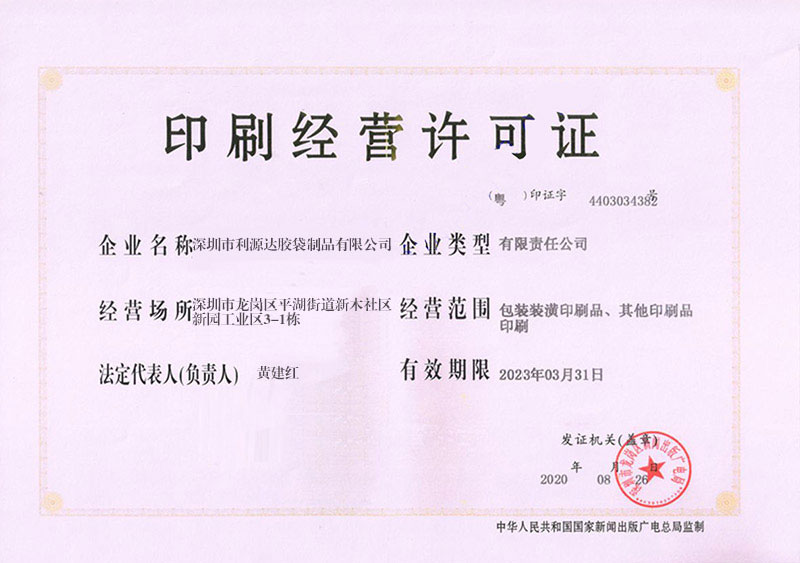 印刷经营许可证
（粤 ）印证字 4403034382 号
企业名称 深圳市利源达胶袋制品有限公司 企业类型 有限责任公司
经营场所 深圳市龙岗区平湖街道新木社区 经营范围 包装装潢印刷品、其他印刷品
新园工业区3-1栋 印刷
法定代表人(负责人) 黄建红 有效期限 2023年03月31日
发证机关(盖章)
2020 年 08 月 26 日
中华人民共和国国家新闻出版广电总局监制